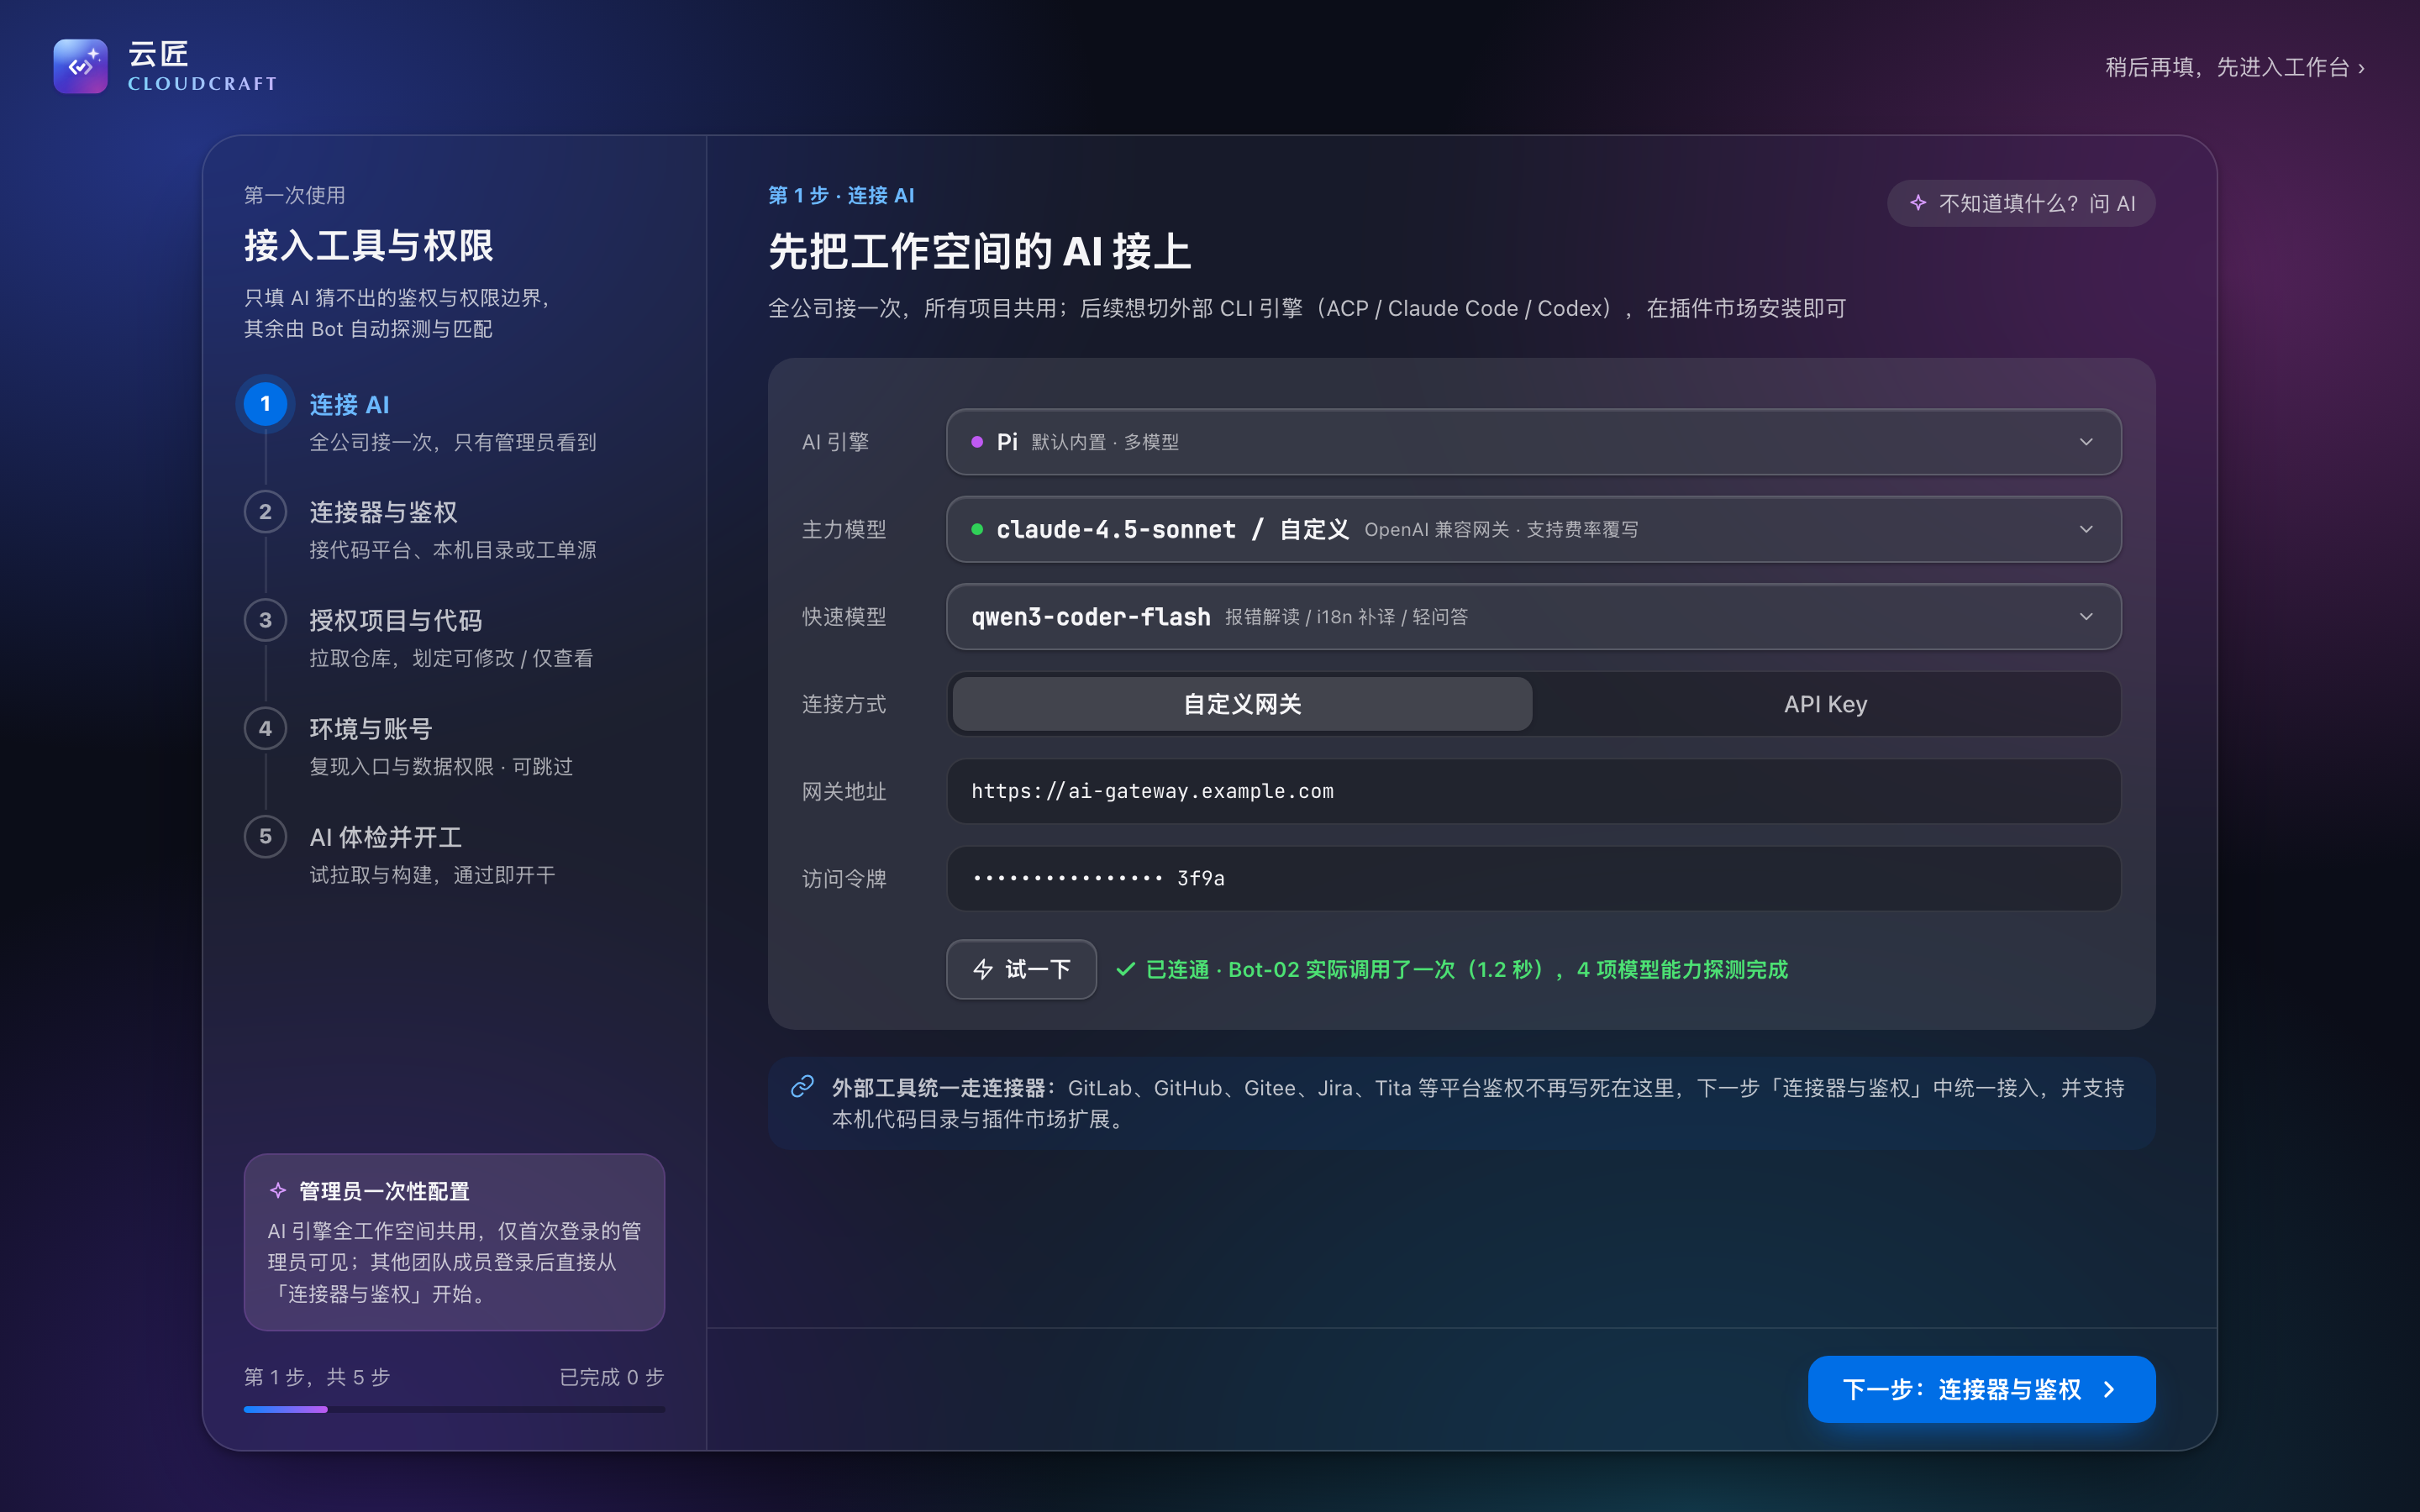 云匠
CLOUDCRAFT
稍后再填，先进入工作台 ›
第一次使用
接入工具与权限
只填 AI 猜不出的鉴权与权限边界，
其余由 Bot 自动探测与匹配
1
连接 AI
全公司接一次，只有管理员看到
2
连接器与鉴权
接代码平台、本机目录或工单源
3
授权项目与代码
拉取仓库，划定可修改 / 仅查看
4
环境与账号
复现入口与数据权限 · 可跳过
5
AI 体检并开工
试拉取与构建，通过即开干
管理员一次性配置
AI 引擎全工作空间共用，仅首次登录的管
理员可见；其他团队成员登录后直接从
「连接器与鉴权」开始。
第 1 步，共 5 步
已完成 0 步
第 1 步 · 连接 AI
不知道填什么？问 AI
先把工作空间的 AI 接上
全公司接一次，所有项目共用；后续想切外部 CLI 引擎（ACP / Claude Code / Codex），在插件市场安装即可
AI 引擎
Pi 默认内置 · 多模型
主力模型
claude-4.5-sonnet / 自定义 OpenAI 兼容网关 · 支持费率覆写
快速模型
qwen3-coder-flash 报错解读 / i18n 补译 / 轻问答
连接方式
自定义网关
API Key
网关地址
https://ai-gateway.example.com
访问令牌
•••••••••••••••• 3f9a
试一下
已连通 · Bot-02 实际调用了一次（1.2 秒），4 项模型能力探测完成
外部工具统一走连接器：GitLab、GitHub、Gitee、Jira、Tita 等平台鉴权不再写死在这里，下一步「连接器与鉴权」中统一接入，并支持
本机代码目录与插件市场扩展。
下一步：连接器与鉴权